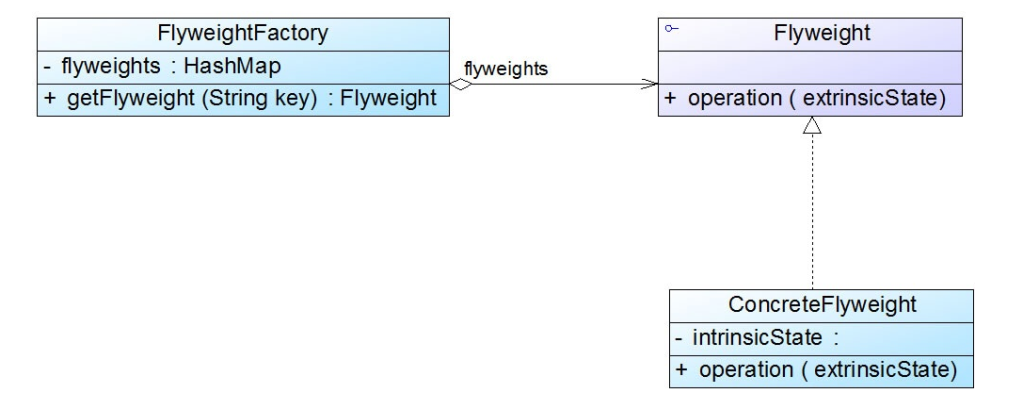 FlyweightFactory
- flyweights : HashMap
+ getFlyweight (String key) : Flyweight
flyweights
Flyweight
+ operation ( extrinsicState)
ConcreteFlyweight
- intrinsicState :
+ operation ( extrinsicState)